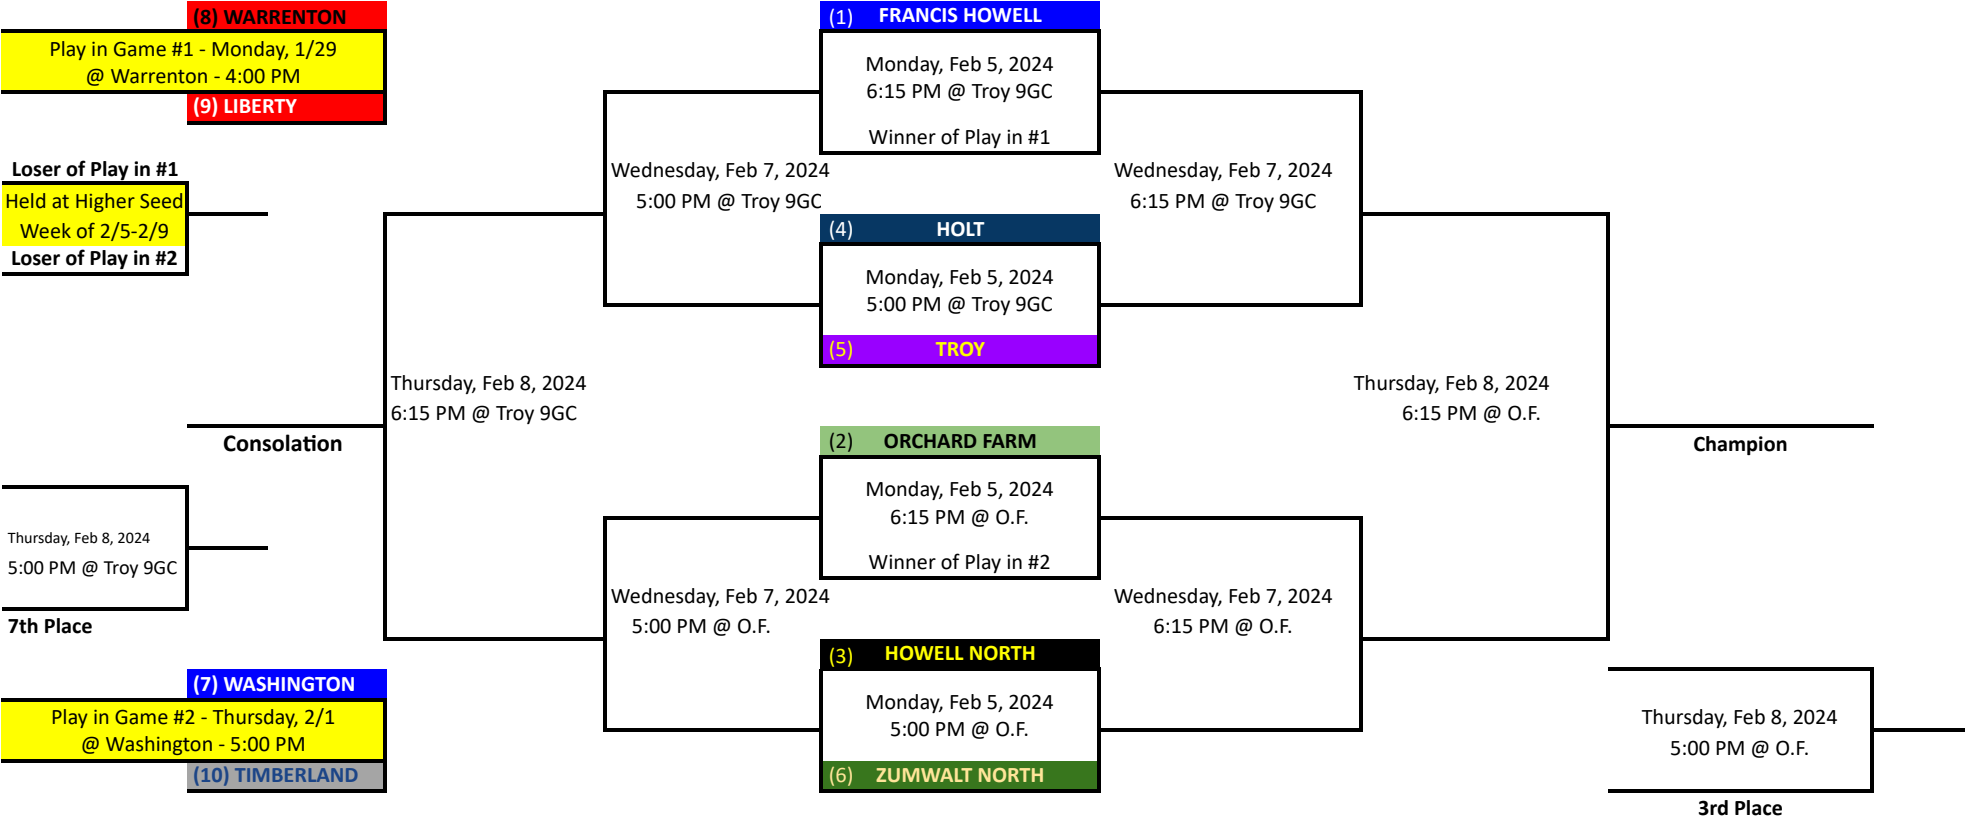 (8) WARRENTON
Play in Game #1 - Monday, 1/29
@ Warrenton - 4:00 PM
(9) LIBERTY
Loser of Play in #1
Held at Higher Seed
Week of 2/5-2/9
Loser of Play in #2
(1) FRANCIS HOWELL
Monday, Feb 5, 2024
6:15 PM @ Troy 9GC
Winner of Play in #1
Wednesday, Feb 7, 2024
5:00 PM @ Troy 9GC
Wednesday, Feb 7, 2024
6:15 PM @ Troy 9GC
(4) HOLT
Monday, Feb 5, 2024
5:00 PM @ Troy 9GC
(5) TROY
Thursday, Feb 8, 2024
6:15 PM @ Troy 9GC
Consolation
Thursday, Feb 8, 2024
6:15 PM @ O.F.
Champion
(2) ORCHARD FARM
Monday, Feb 5, 2024
6:15 PM @ O.F.
Winner of Play in #2
Thursday, Feb 8, 2024
5:00 PM @ Troy 9GC
7th Place
Wednesday, Feb 7, 2024
5:00 PM @ O.F.
Wednesday, Feb 7, 2024
6:15 PM @ O.F.
(3) HOWELL NORTH
Monday, Feb 5, 2024
5:00 PM @ O.F.
(6) ZUMWALT NORTH
(7) WASHINGTON
Play in Game #2 - Thursday, 2/1
@ Washington - 5:00 PM
(10) TIMBERLAND
Thursday, Feb 8, 2024
5:00 PM @ O.F.
3rd Place